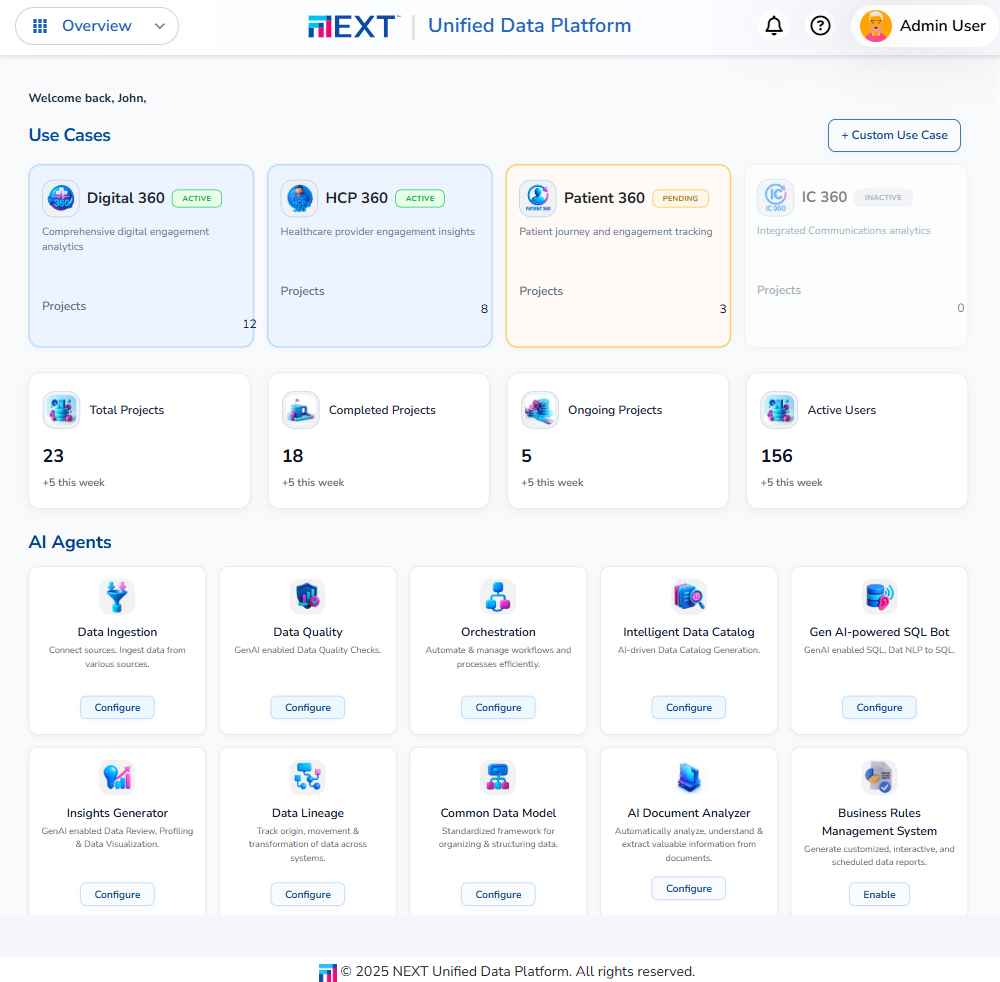 Overview
NEXT™
Unified Data Platform
Admin User
Welcome back, John,
Use Cases
+ Custom Use Case
Digital 360
ACTIVE
Comprehensive digital engagement
analytics
Projects
12
HCP 360
ACTIVE
Healthcare provider engagement insights
Projects
8
PATIENT 360
Patient 360
PENDING
Patient journey and engagement tracking
Projects
3
IC 360
IC 360
INACTIVE
Integrated Communications analytics
Projects
0
Total Projects
23
+5 this week
Completed Projects
18
+5 this week
Ongoing Projects
5
+5 this week
Active Users
156
+5 this week
AI Agents
Data Ingestion
Connect sources. Ingest data from
various sources.
Configure
Data Quality
GenAI enabled Data Quality Checks.
Configure
Orchestration
Automate & manage workflows and
processes efficiently.
Configure
Intelligent Data Catalog
AI-driven Data Catalog Generation.
Configure
Gen AI-powered SQL Bot
GenAI enabled SQL, Dat NLP to SQL.
Configure
Insights Generator
GenAI enabled Data Review, Profiling
& Data Visualization.
Configure
Data Lineage
Track origin, movement &
transformation of data across
systems.
Configure
Common Data Model
Standardized framework for
organizing & structuring data.
Configure
AI Document Analyzer
Automatically analyze, understand &
extract valuable information from
documents.
Configure
Business Rules
Management System
Generate customized, interactive, and
scheduled data reports.
Enable
© 2025 NEXT Unified Data Platform. All rights reserved.